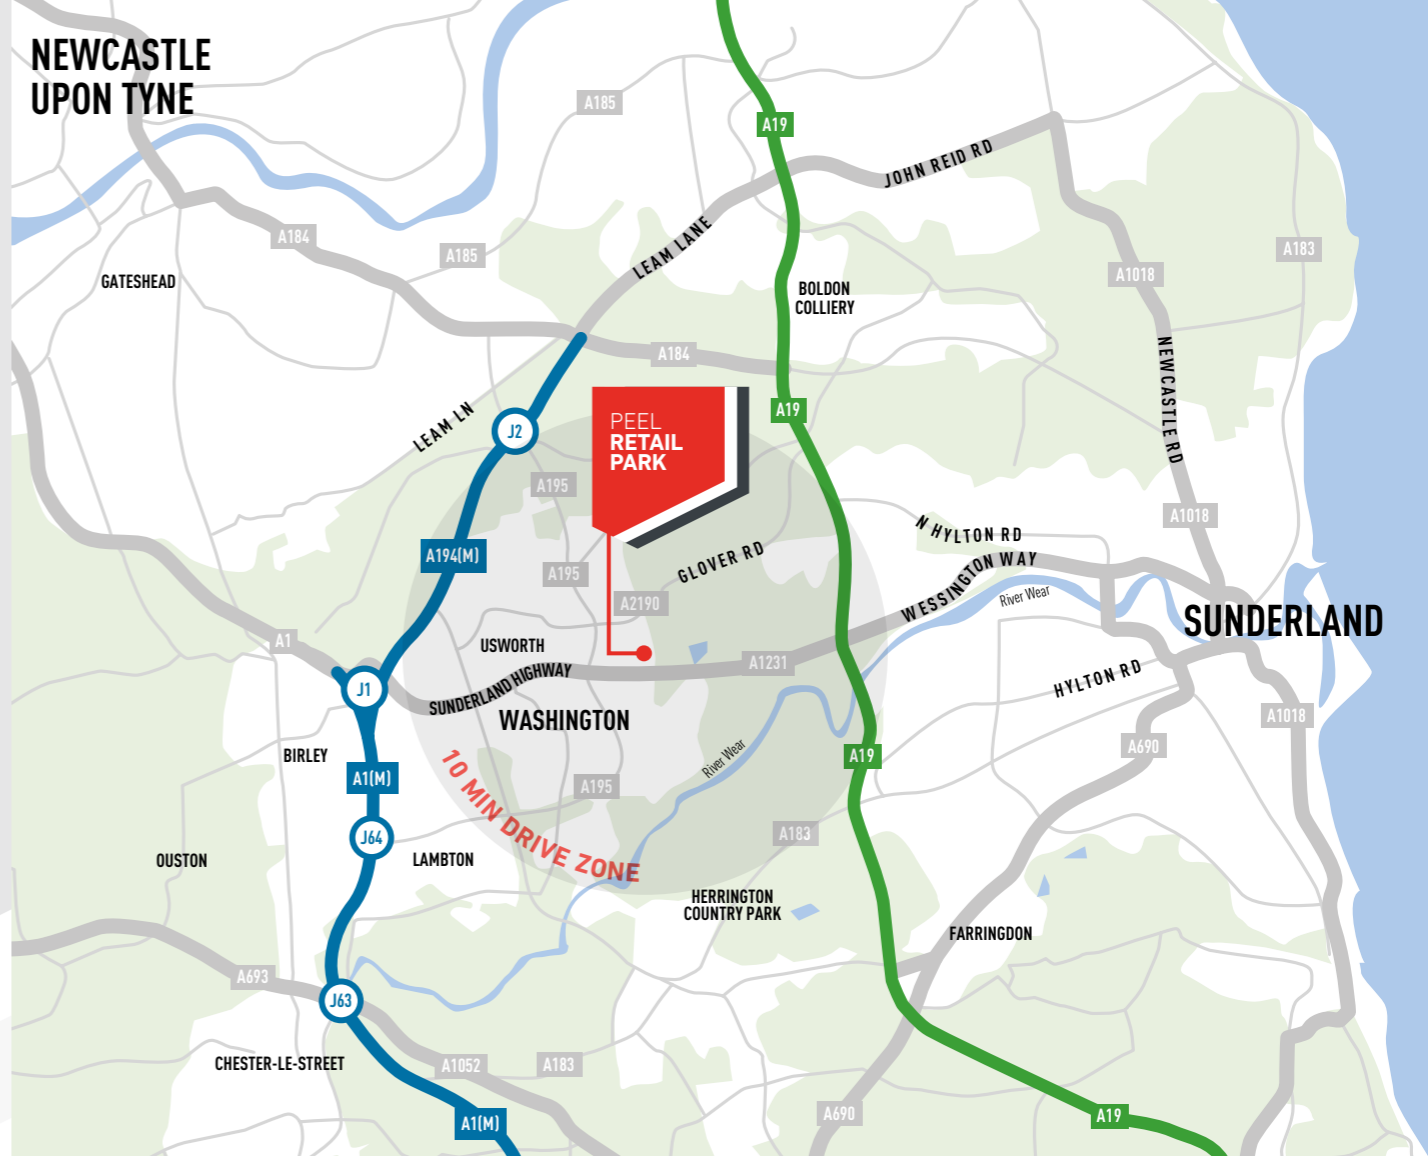 NEWCASTLE
UPON TYNE
A185
A19
JOHN REID RD
A184
A185
LEAM LANE
A183
GATESHEAD
A1018
BOLDON
COLLIERY
A184
NEWCASTLE RD
A19
LEAM LN
J2
PEEL
RETAIL
PARK
A195
A1018
N HYLTON RD
A194(M)
GLOVER RD
A195
WESSINGTON WAY
River Wear
A2190
SUNDERLAND
A1
USWORTH
A1231
J1
SUNDERLAND HIGHWAY
HYLTON RD
WASHINGTON
A1018
BIRLEY
A690
A19
River Wear
A1(M)
10 MIN DRIVE ZONE
A195
J64
A183
OUSTON
LAMBTON
HERRINGTON
COUNTRY PARK
FARRINGDON
A693
J63
CHESTER-LE-STREET
A1052
A183
A690
A19
A1(M)